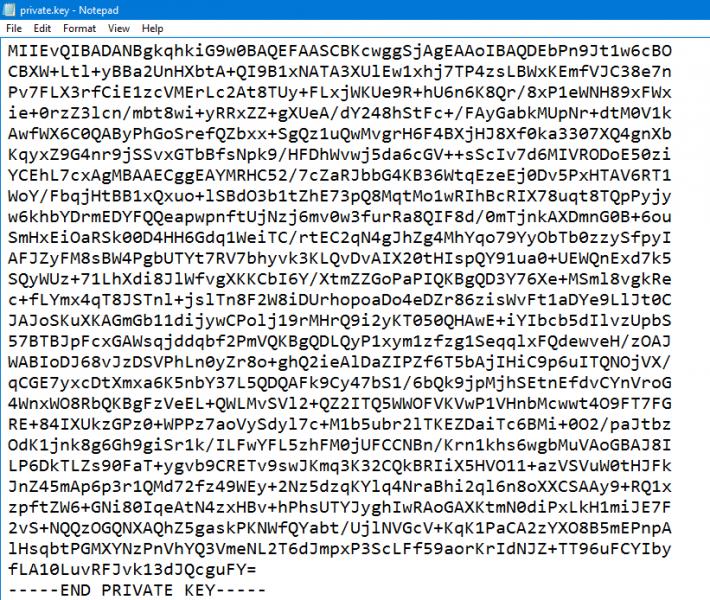 private.key - Notepad
File Edit Format View Help
MIIEvQIBADANBgkqhkiG9w0BAQEFAASCBKcwggSjAgEAAoIBAQDEbPn9Jt1w6cBO
CBXW+Ltl+yBBa2UnHXbtA+QI9B1xNATA3XUlEw1xhj7TP4zsLBWxKEmfVJC38e7n
Pv7FLX3rfCiE1zcVMErLc2At8TUy+FLxjWKUe9R+hU6n6K8Qr/8xP1eWNH89xFWx
ie+0rzZ3lcn/mbt8wi+yRRxZZ+gXUeA/dY248hStFc+/FAyGabkMUpNr+dtM0V1k
AwfWX6C0QAByPhGoSrefQZbxx+SgQz1uQwMvgrH6F4BXjHJ8Xf0ka3307XQ4gnXb
KqyxZ9G4nr9jSSvxGTbBfsNpk9/HFDhWvwj5da6cGV++sScIv7d6MIVRODoE50zi
YCEhL7cxAgMBAAECggEAYMRHC52/7cZaRJbbG4KB36WtqEzeEj0Dv5PxHTAV6RT1
WoY/FbqjHtBB1xQxuo+lSBdO3b1tZhE73pQ8MqtMo1wRIhBcRIX78uqt8TQpPyjy
w6khbYDrmEDYFQQeapwpnftUjNzj6mv0w3furRa8QIF8d/0mTjnkAXDmnG0B+6ou
SmHxEiOaRSk00D4HH6Gdq1WeiTC/rtEC2qN4gJhZg4MhYqo79YyObTb0zzySfpyI
AFJZyFM8sBW4PgbUTYt7RV7bhyvk3KLQvDvAIX20tHIspQY91ua0+UEWQnExd7k5
SQyWUz+71LhXdi8JlWfvgXKKCbI6Y/XtmZZGoPaPIQKBgQD3Y76Xe+MSml8vgkRe
c+fLYmx4qT8JSTnl+jslTn8F2W8iDUrhopoaDo4eDZr86zisWvFt1aDYe9LlJt0C
JAJoSKuXKAGmGb11dijywCPolj19rMHrQ9i2yKT050QHAwE+iYIbcb5dIlvzUpbS
57BTBJpFcxGAWsqjddqbf2PmVQKBgQDLQyP1xym1zfzg1SeqqlxFQdewveH/zOAJ
WABIoDJ68vJzDSVPhLn0yZr8o+ghQ2ieAlDaZIPZf6T5bAjIHiC9p6uITQNOjVX/
qCGE7yxcDtXmxa6K5nbY37L5QDQAFk9Cy47bS1/6bQk9jpMjhSEtnEfdvCYnVroG
4WnxWO8RbQKBgFzVeEL+QWLMvSVl2+QZ2ITQ5WWOFVKVwP1VHnbMcwwt4O9FT7FG
RE+84IXUkzGPz0+WPPz7aoVySdyl7c+M1b5ubr2lTKEZDaiTc6BMi+0O2/paJtbz
OdK1jnk8g6Gh9giSr1k/ILFwYFL5zhFM0jUFCCNBn/Krn1khs6wgbMuVAoGBAJ8I
LP6DkTLZs90FaT+ygvb9CRETv9swJKmq3K32CQkBRIiX5HVO11+azVSVuW0tHJFk
JnZ45mAp6p3r1QMd72fz49WEy+2Nz5dzqKYlq4NraBhi2ql6n8oXXCSAAy9+RQ1x
zpftZW6+GNi80IqeAtN4zxHBv+hPhsUTYJyghIwRAoGAXKtmN0diPxLkH1miJE7F
2vS+NQQzOGQNXAQhZ5gaskPKNWfQYabt/UjlNVGcV+KqK1PaCA2zYXO8B5mEPnpA
lHsqbtPGMXYNzPnVhYQ3VmeNL2T6dJmpxP3ScLFf59aorKrIdNJZ+TT96uFCYIby
fLA10LuvRFJvk13dJQcguFY=
-----END PRIVATE KEY-----